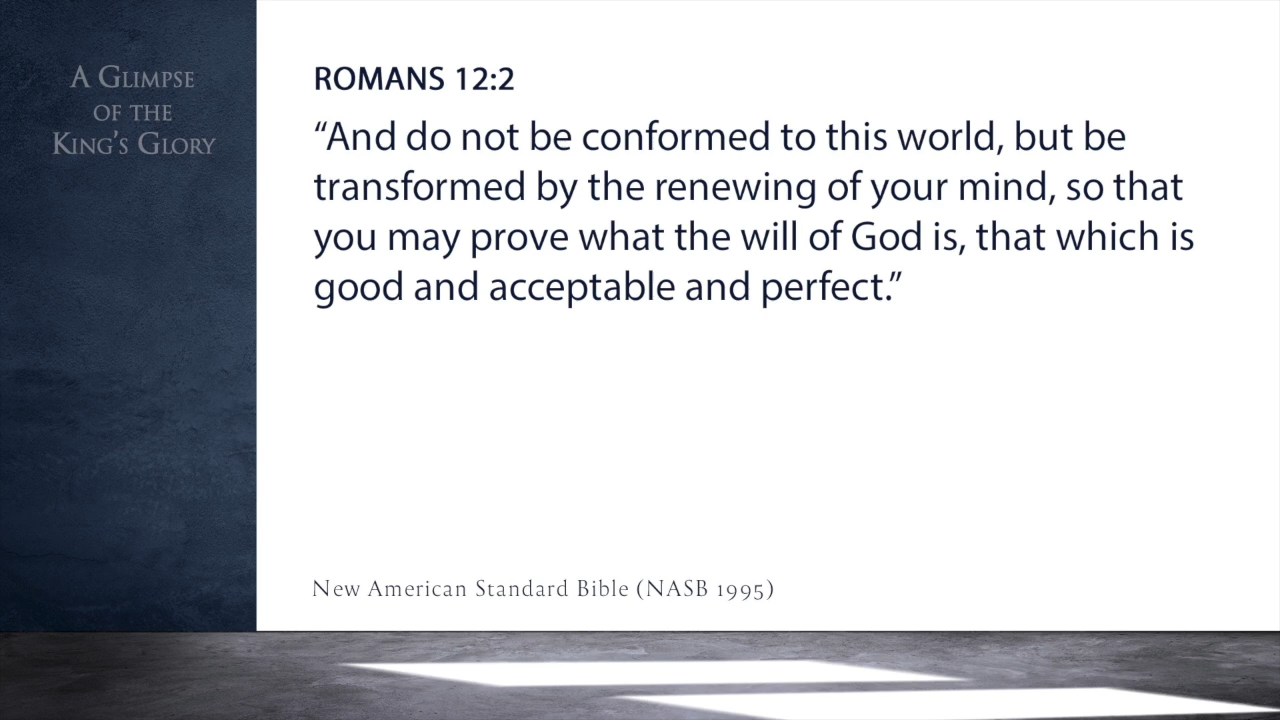 A Glimpse
of the
King's Glory
ROMANS 12:2
“And do not be conformed to this world, but be
transformed by the renewing of your mind, so that
you may prove what the will of God is, that which is
good and acceptable and perfect.”
New American Standard Bible (NASB 1995)